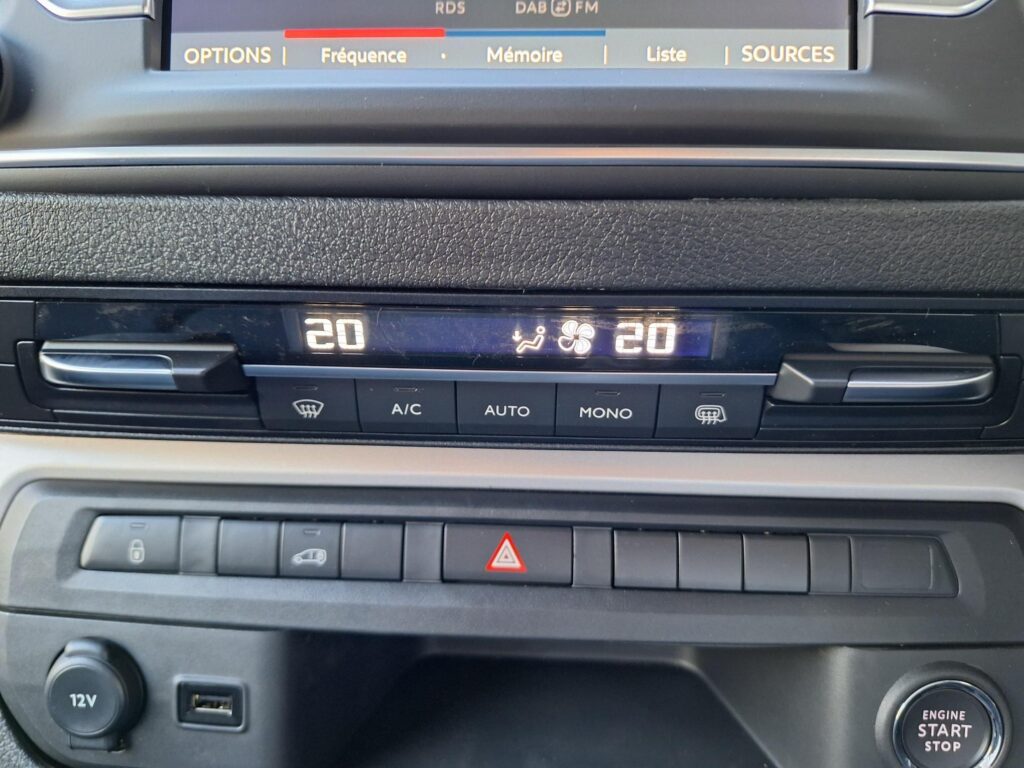 RDS DAB FM
OPTIONS Fréquence Mémoire Liste SOURCES
20 20
A/C AUTO MONO
12V
ENGINE
START
STOP